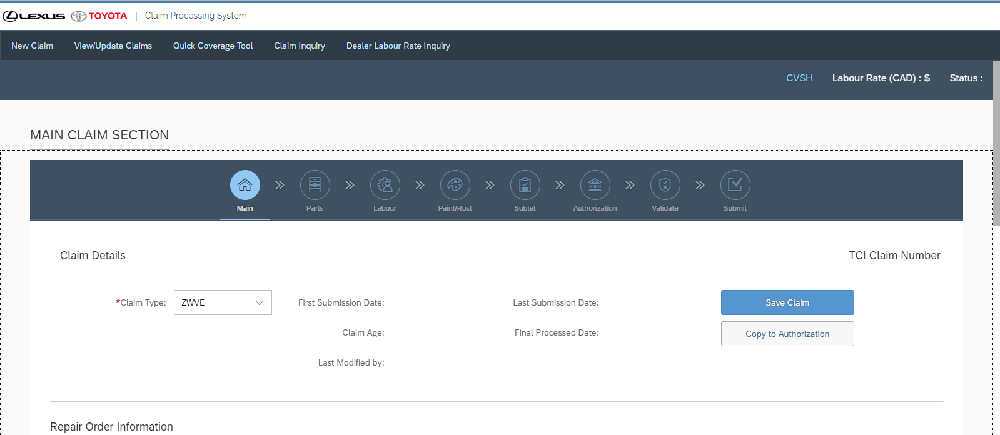 LEXUS TOYOTA | Claim Processing System
New Claim View/Update Claims Quick Coverage Tool Claim Inquiry Dealer Labour Rate Inquiry
CVSH Labour Rate (CAD) : $ Status :
MAIN CLAIM SECTION
Main Parts Labour Paint/Rust Sublet Authorization Validate Submit
Claim Details TCI Claim Number
*Claim Type: ZWVE First Submission Date: Last Submission Date: Save Claim
Claim Age: Final Processed Date: Copy to Authorization
Last Modified by:
Repair Order Information